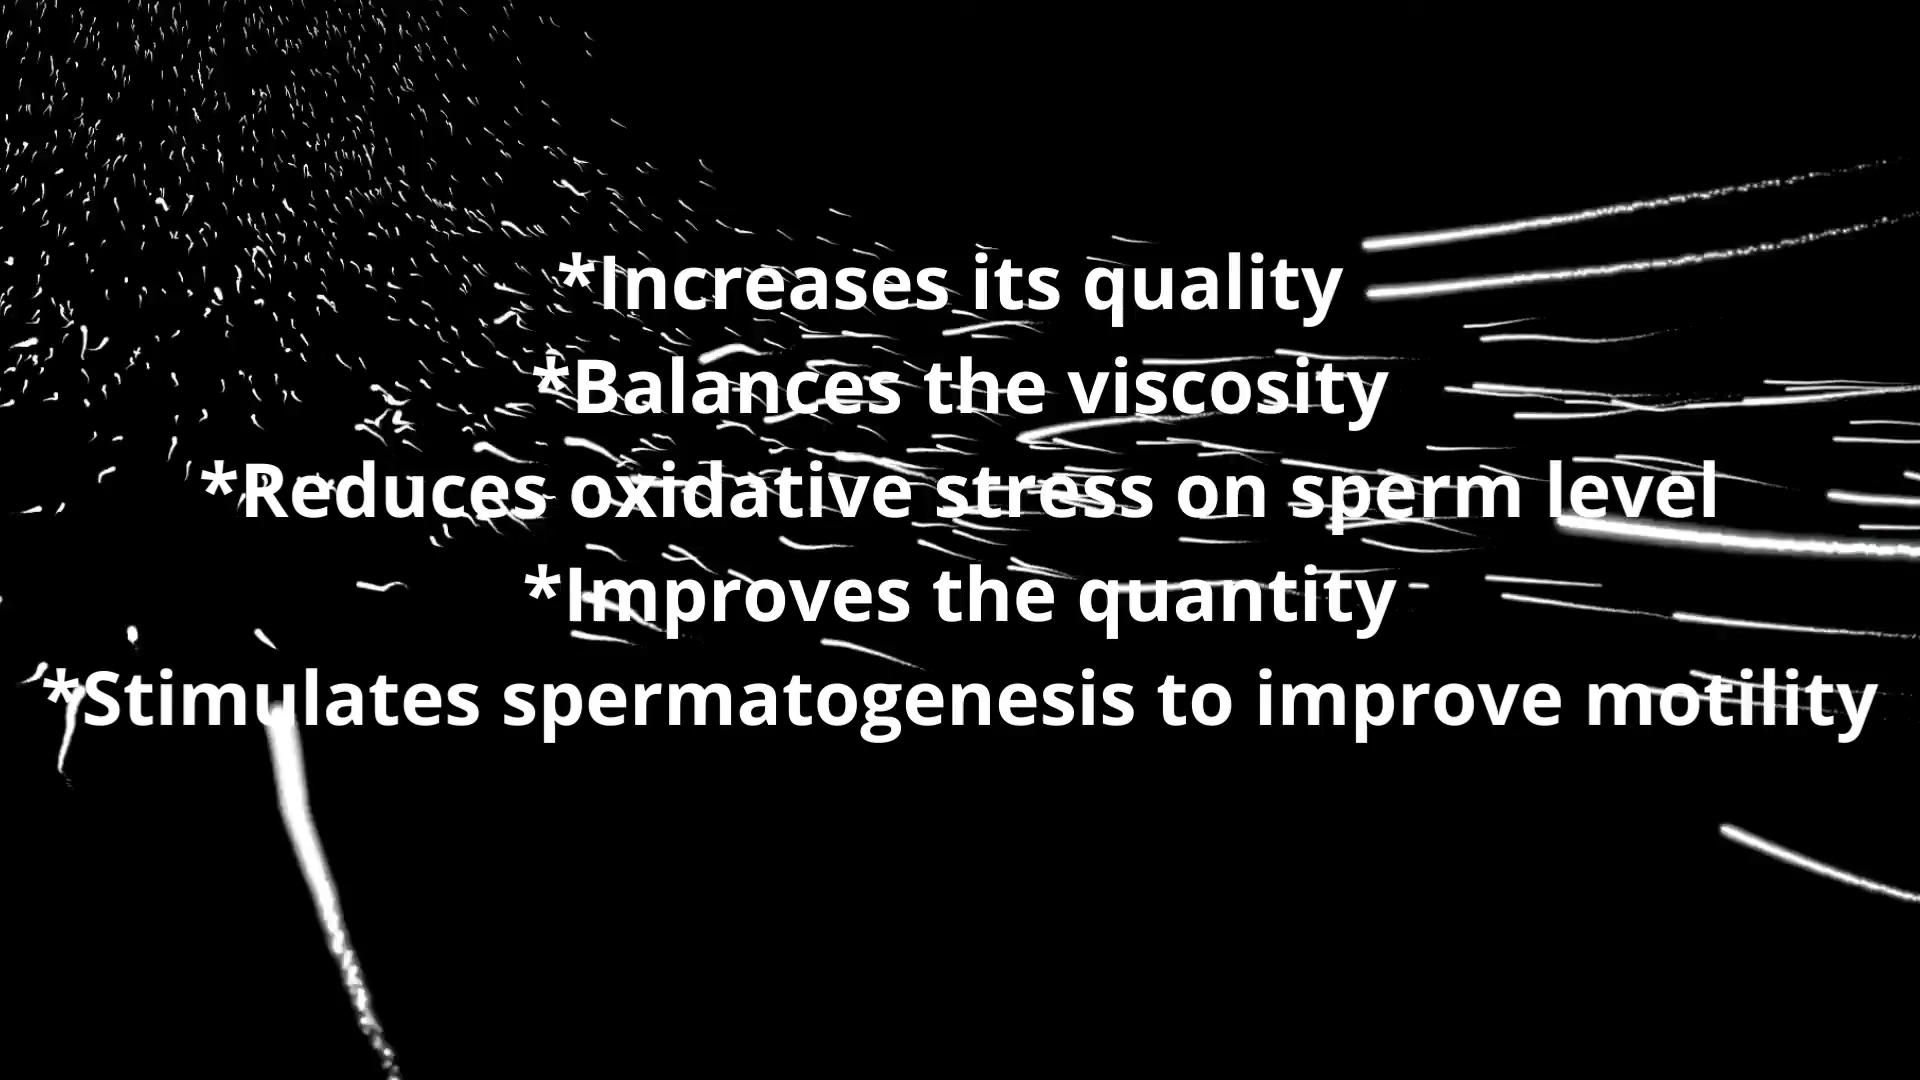 *Increases its quality
*Balances the viscosity
*Reduces oxidative stress on sperm level
*Improves the quantity
*Stimulates spermatogenesis to improve motility